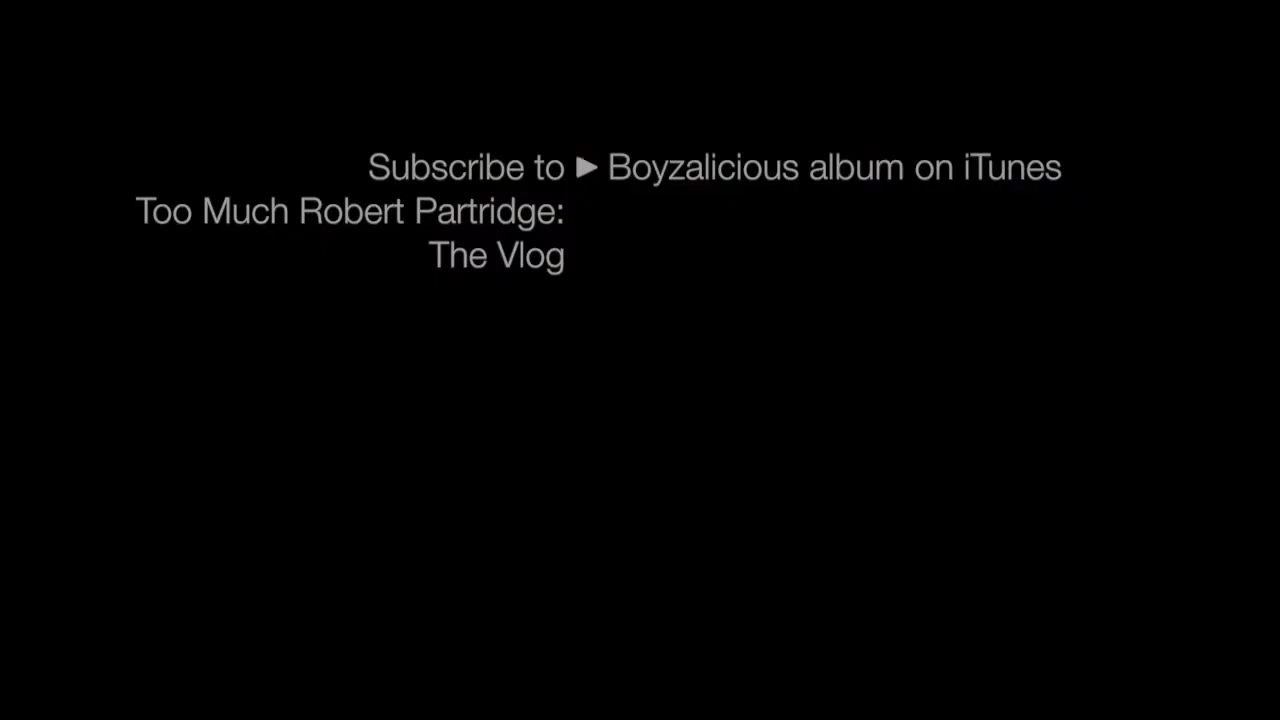 Subscribe to ► Boyzalicious album on iTunes
Too Much Robert Partridge:
The Vlog